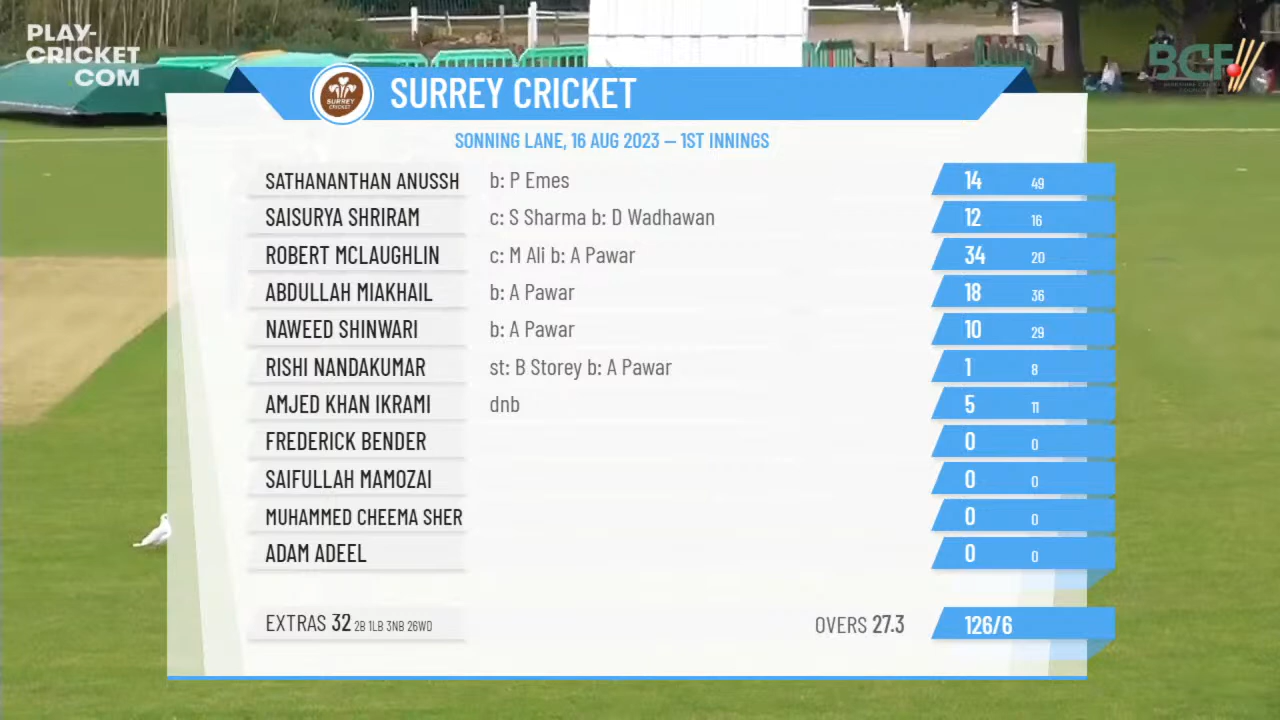 PLAY-
CRICKET
COM
BCF
SURREY CRICKET
SURREY
CRICKET
SONNING LANE, 16 AUG 2023 – 1ST INNINGS
SATHANANTHAN ANUSSH b: P Emes 14 49
SAISURYA SHRIRAM c: S Sharma b: D Wadhawan 12 16
ROBERT MCLAUGHLIN c: M Ali b: A Pawar 34 20
ABDULLAH MIAKHAIL b: A Pawar 18 36
NAWEED SHINWARI b: A Pawar 10 29
RISHI NANDAKUMAR st: B Storey b: A Pawar 1 8
AMJED KHAN IKRAMI dnb 5 11
FREDERICK BENDER 0 0
SAIFULLAH MAMOZAI 0 0
MUHAMMED CHEEMA SHER 0 0
ADAM ADEEL 0 0
EXTRAS 32 2B 1LB 3NB 26WD OVERS 27.3 126/6